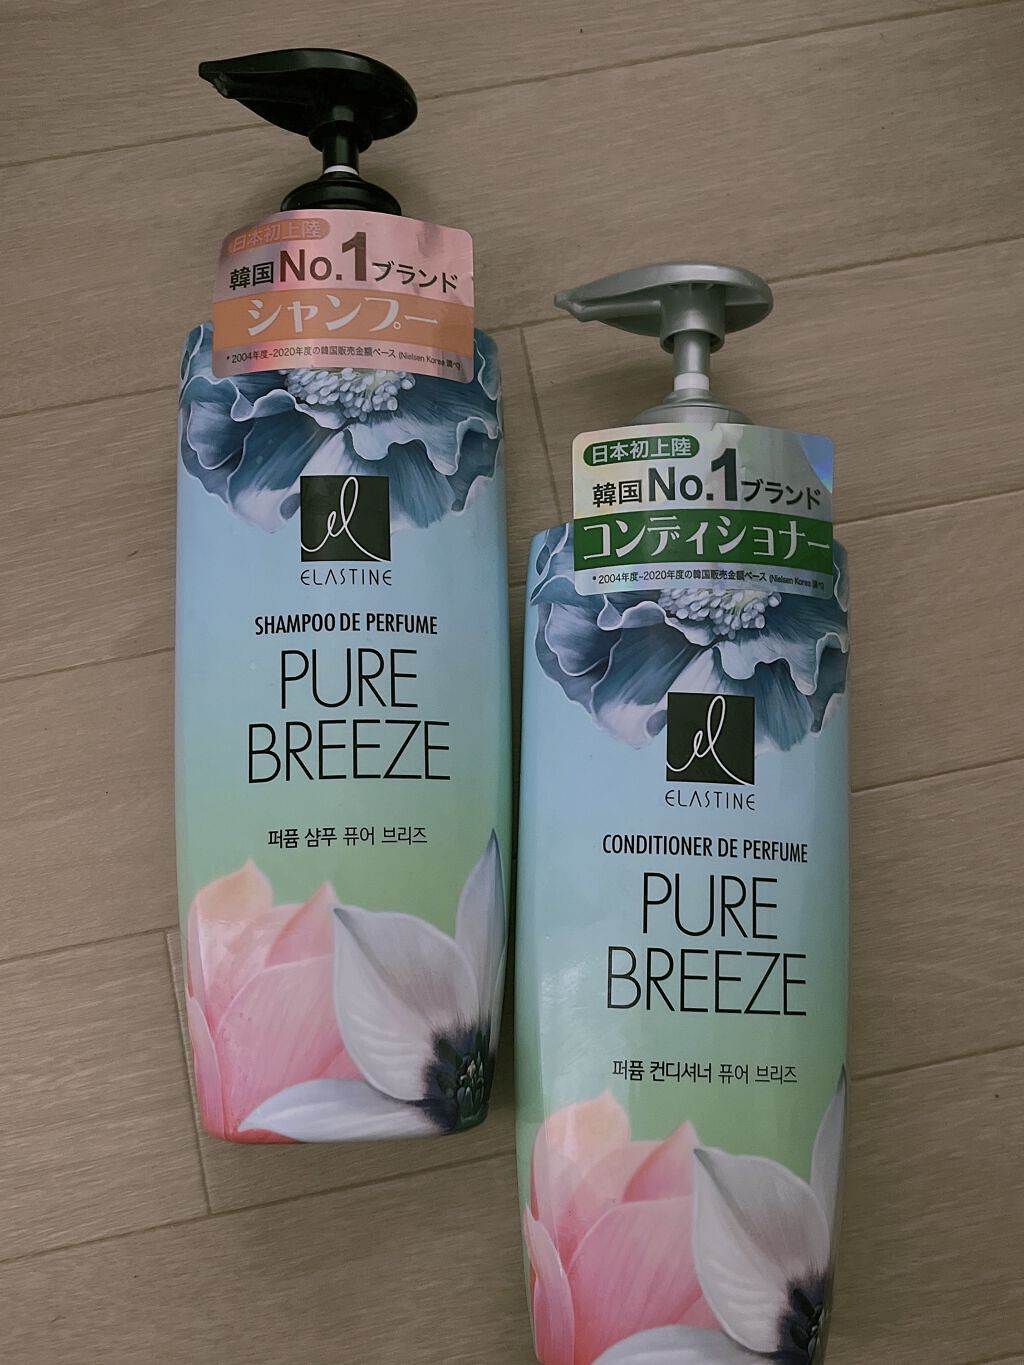 日本初上陸
韓国No.1ブランド
シャンプー
*2004年度-2020年度の韓国販売金額ベース (Nielsen Korea 調べ)
el
ELASTINE
SHAMPOO DE PERFUME
PURE
BREEZE
퍼퓸 샴푸 퓨어 브리즈
日本初上陸
韓国No.1ブランド
コンディショナー
*2004年度-2020年度の韓国販売金額ベース (Nielsen Korea 調べ)
el
ELASTINE
CONDITIONER DE PERFUME
PURE
BREEZE
퍼퓸 컨디셔너 퓨어 브리즈